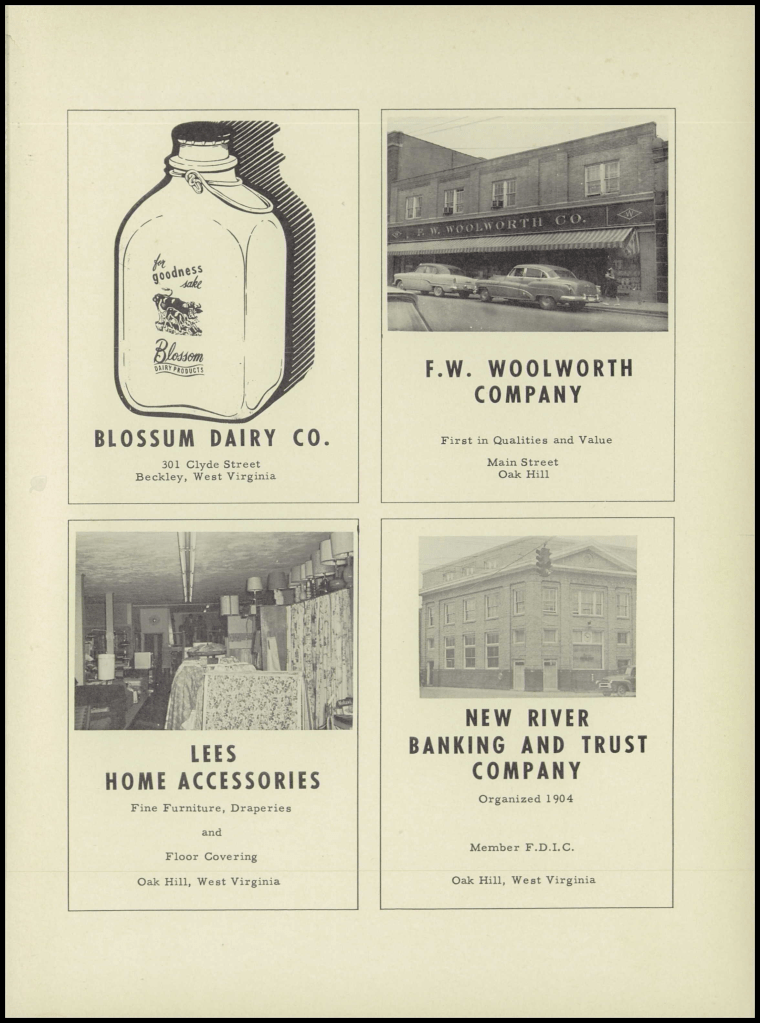 for
goodness
sake
Blossom
DAIRY PRODUCTS
BLOSSUM DAIRY CO.
301 Clyde Street
Beckley, West Virginia
F. W. WOOLWORTH CO.
W
F.W. WOOLWORTH
COMPANY
First in Qualities and Value
Main Street
Oak Hill
LEES
HOME ACCESSORIES
Fine Furniture, Draperies
and
Floor Covering
Oak Hill, West Virginia
NEW RIVER
BANKING AND TRUST
COMPANY
Organized 1904
Member F.D.I.C.
Oak Hill, West Virginia